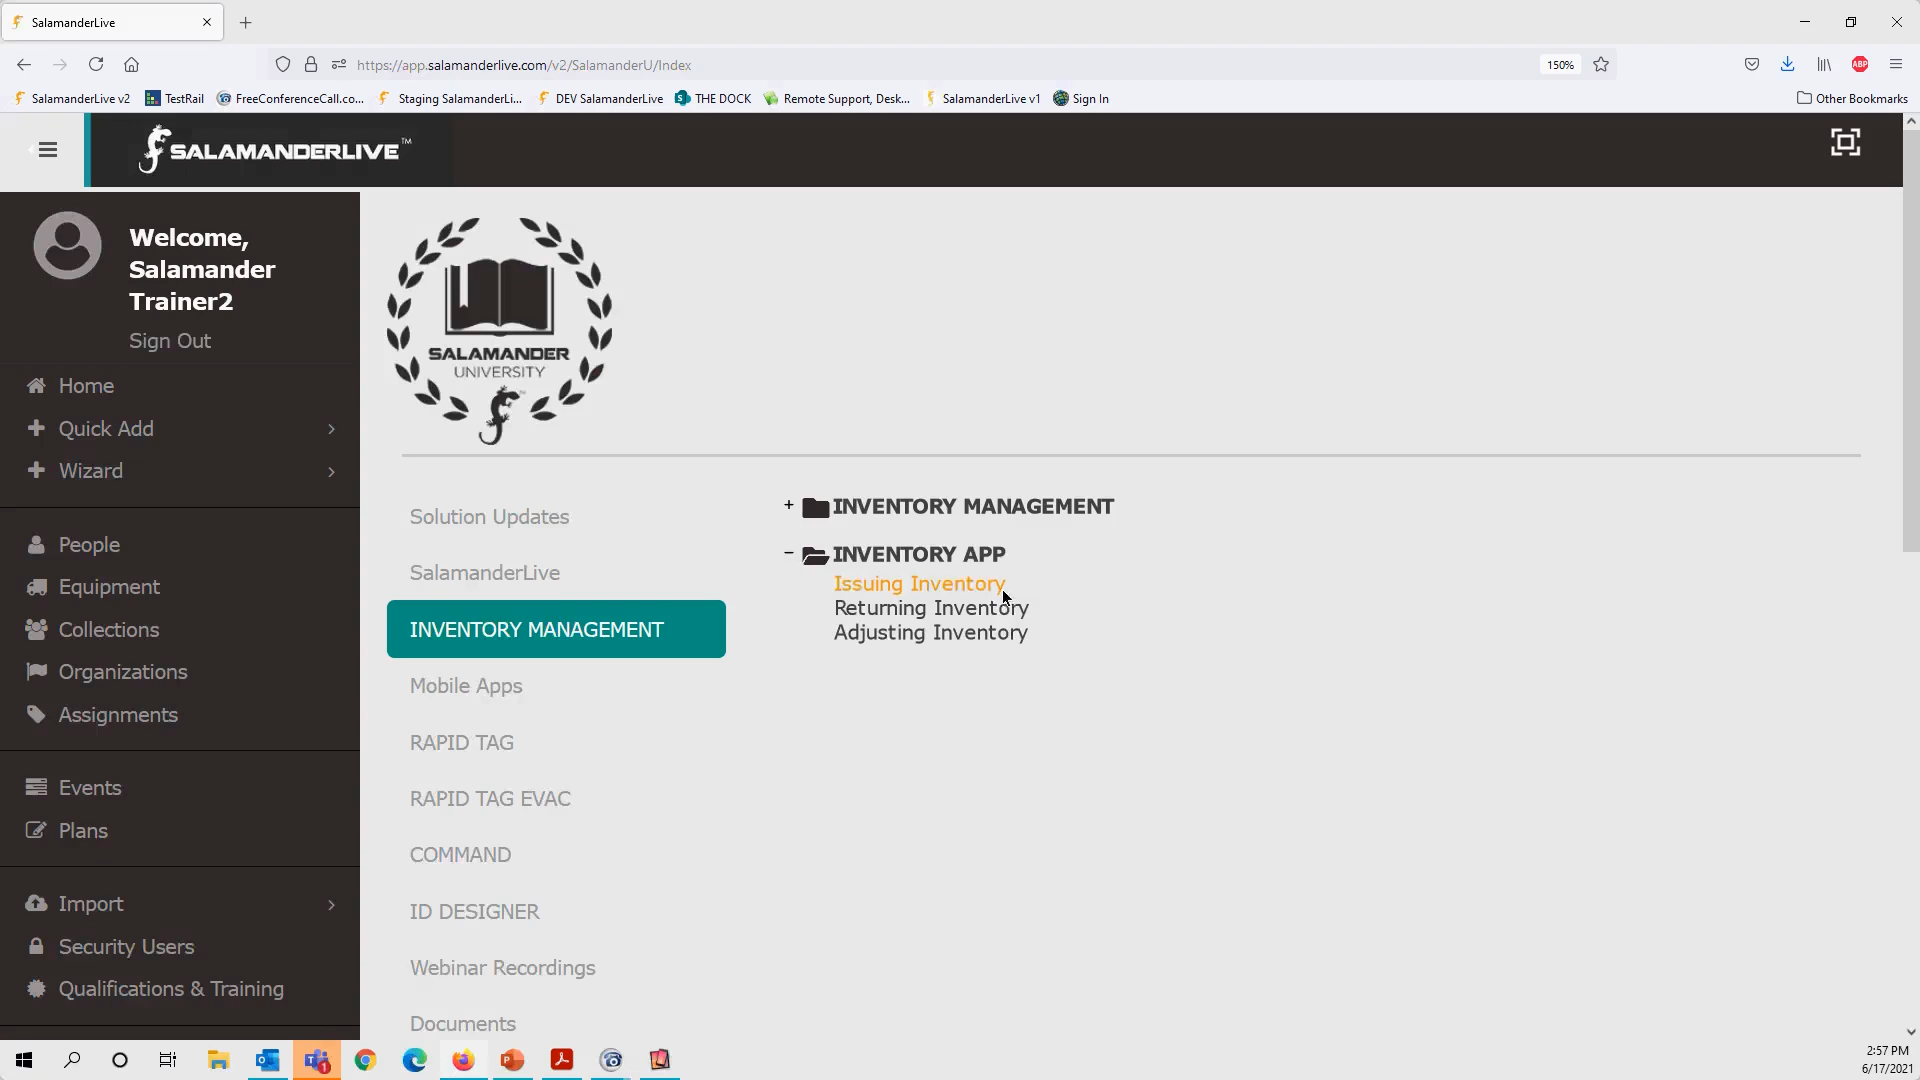 SalamanderLive
https://app.salamanderlive.com/v2/SalamanderU/Index
150%
SalamanderLive v2
TestRail
FreeConferenceCall.co...
Staging SalamanderLi...
DEV SalamanderLive
THE DOCK
Remote Support, Desk...
SalamanderLive v1
Sign In
Other Bookmarks
SALAMANDERLIVE™
Welcome,
Salamander
Trainer2
Sign Out
Home
Quick Add
Wizard
People
Equipment
Collections
Organizations
Assignments
Events
Plans
Import
Security Users
Qualifications & Training
SALAMANDER
UNIVERSITY
Solution Updates
SalamanderLive
INVENTORY MANAGEMENT
Mobile Apps
RAPID TAG
RAPID TAG EVAC
COMMAND
ID DESIGNER
Webinar Recordings
Documents
+ INVENTORY MANAGEMENT
− INVENTORY APP
Issuing Inventory
Returning Inventory
Adjusting Inventory
2:57 PM
6/17/2021